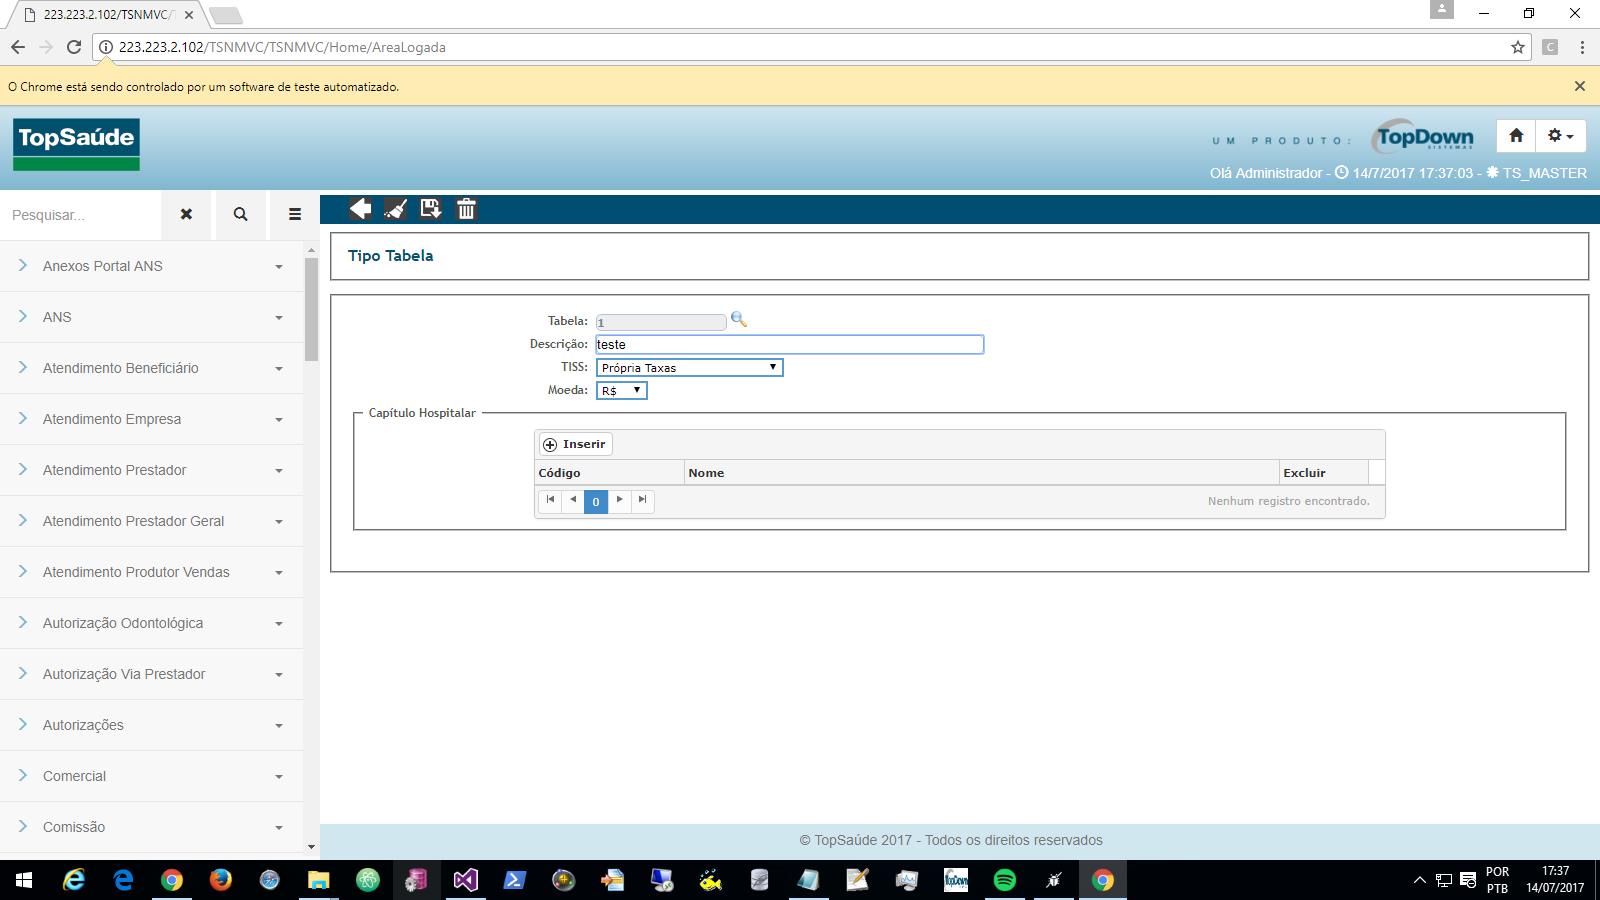 223.223.2.102/TSNMVC/T
223.223.2.102/TSNMVC/TSNMVC/Home/AreaLogada
C
O Chrome está sendo controlado por um software de teste automatizado.
TopSaúde
UM PRODUTO:
TopDown
SISTEMAS
Olá Administrador - 14/7/2017 17:37:03 - TS_MASTER
Pesquisar...
Anexos Portal ANS
ANS
Atendimento Beneficiário
Atendimento Empresa
Atendimento Prestador
Atendimento Prestador Geral
Atendimento Produtor Vendas
Autorização Odontológica
Autorização Via Prestador
Autorizações
Comercial
Comissão
Tipo Tabela
Tabela: 1
Descrição: teste
TISS: Própria Taxas
Moeda: R$
Capítulo Hospitalar
Inserir
Código Nome Excluir
0 Nenhum registro encontrado.
© TopSaúde 2017 - Todos os direitos reservados
TopDown
POR
PTB
17:37
14/07/2017